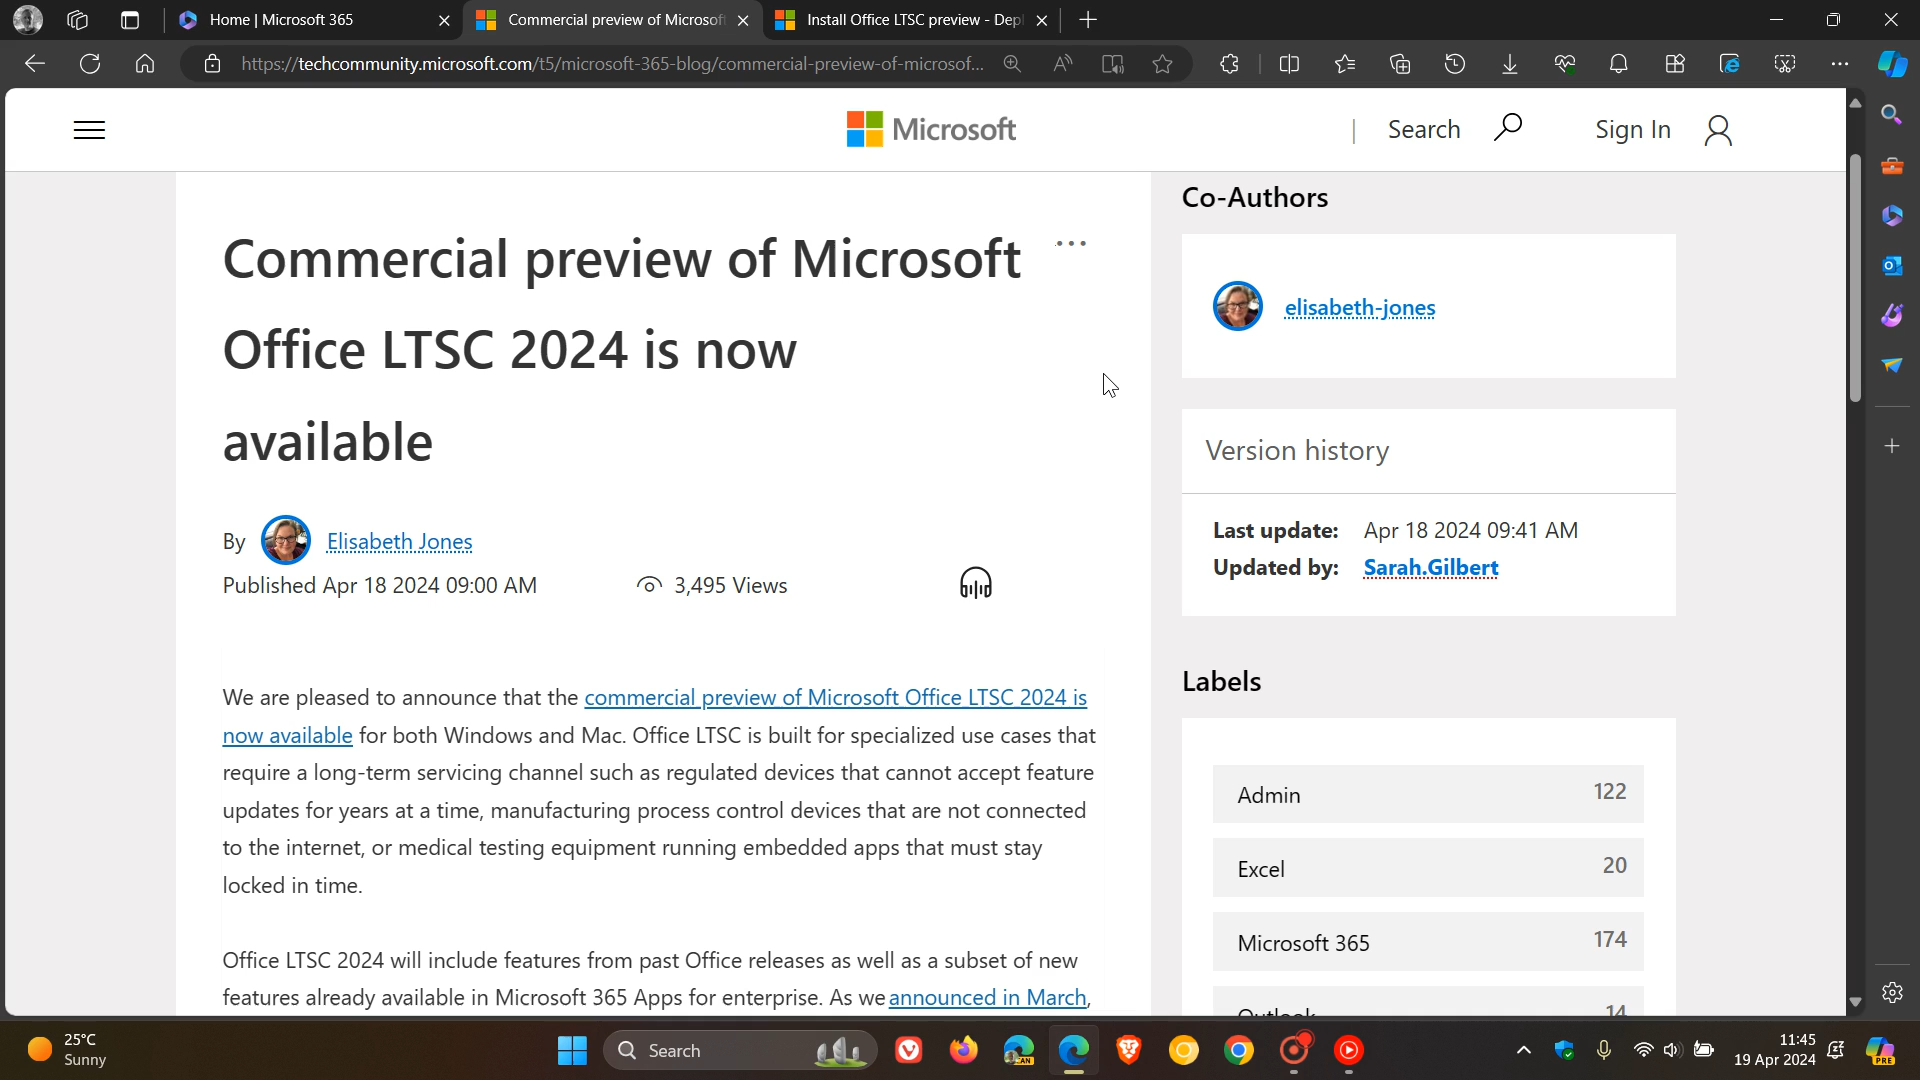 Home | Microsoft 365
Commercial preview of Microsof
Install Office LTSC preview - Depl
https://techcommunity.microsoft.com/t5/microsoft-365-blog/commercial-preview-of-microsof...
Microsoft
Search
Sign In
Commercial preview of Microsoft
Office LTSC 2024 is now
available
By Elisabeth Jones
Published Apr 18 2024 09:00 AM
3,495 Views
We are pleased to announce that the commercial preview of Microsoft Office LTSC 2024 is
now available for both Windows and Mac. Office LTSC is built for specialized use cases that
require a long-term servicing channel such as regulated devices that cannot accept feature
updates for years at a time, manufacturing process control devices that are not connected
to the internet, or medical testing equipment running embedded apps that must stay
locked in time.
Office LTSC 2024 will include features from past Office releases as well as a subset of new
features already available in Microsoft 365 Apps for enterprise. As we announced in March,
Co-Authors
elisabeth-jones
Version history
Last update: Apr 18 2024 09:41 AM
Updated by: Sarah.Gilbert
Labels
Admin 122
Excel 20
Microsoft 365 174
Outlook 14
25°C
Sunny
Search
CAN
11:45
19 Apr 2024
PRE